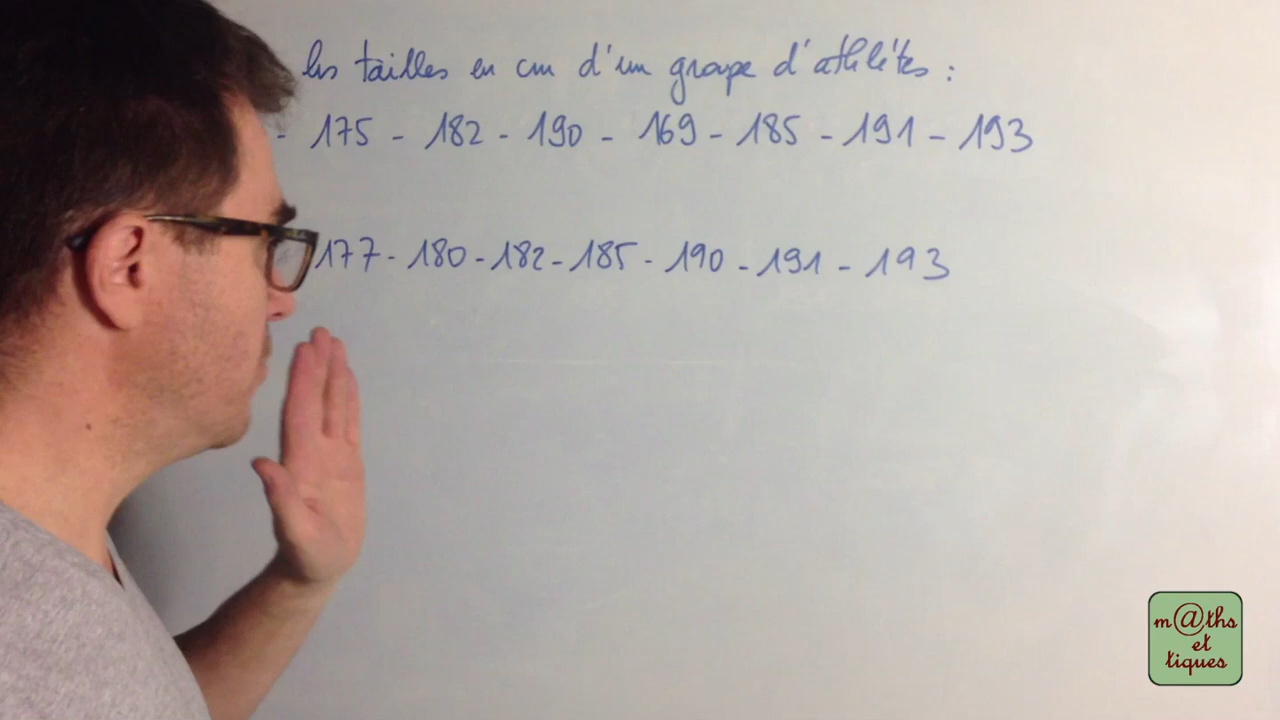 les tailles en cm d'un groupe d'athlètes :
- 175 - 182 - 190 - 169 - 185 - 191 - 193
177 - 180 - 182 - 185 - 190 - 191 - 193
m@ths
et
tiques